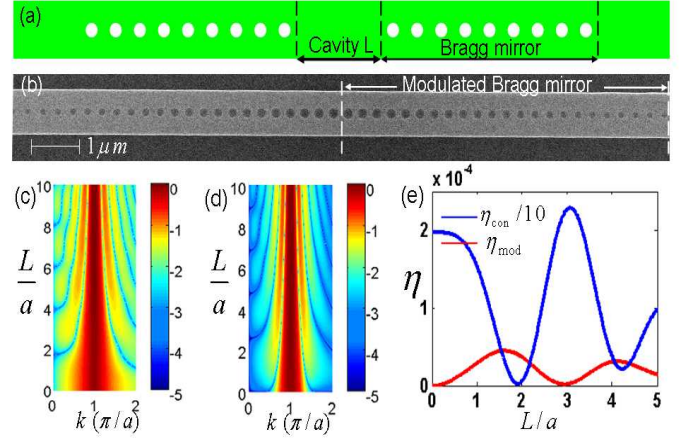 (a)
Cavity L
Bragg mirror
(b)
Modulated Bragg mirror
1 μm
(c)
(d)
(e)
10
8
6
4
2
0
L/a
0
1
2
k (π/a)
0
-1
-2
-3
-4
-5
10
8
6
4
2
0
L/a
0
1
2
k (π/a)
0
-1
-2
-3
-4
-5
x 10⁻⁴
2
1
0
η
η_con /10
η_mod
0
1
2
3
4
5
L/a